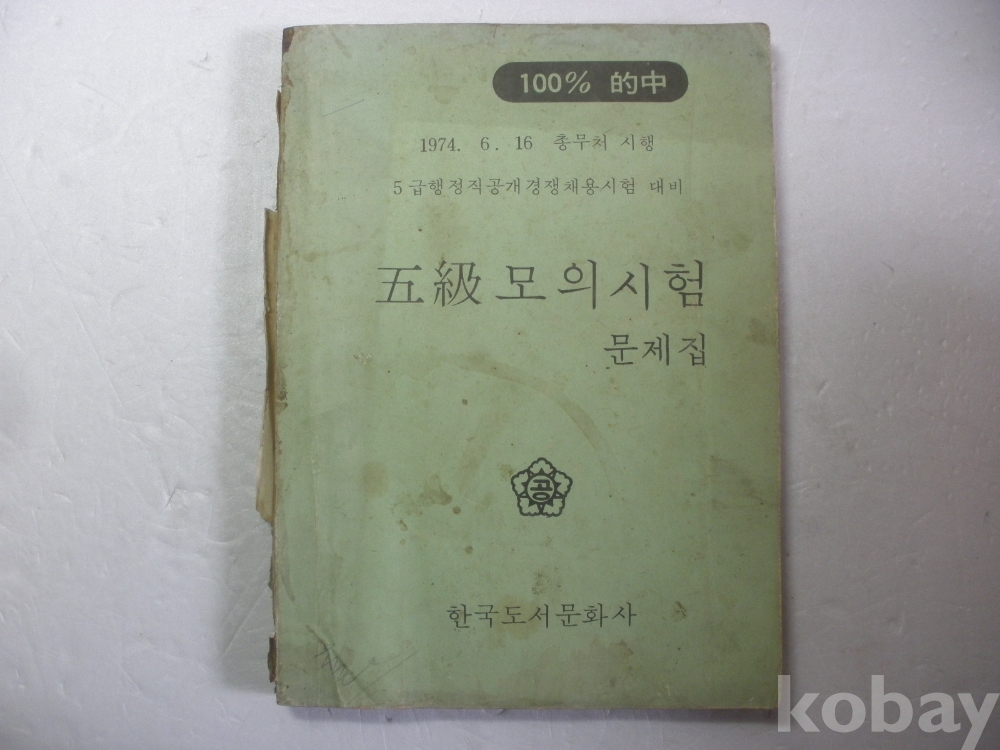 100% 的中
1974. 6. 16 총무처 시행
5급행정직공개경쟁채용시험 대비
五級 모의시험
문제집
공
한국도서문화사
kobay